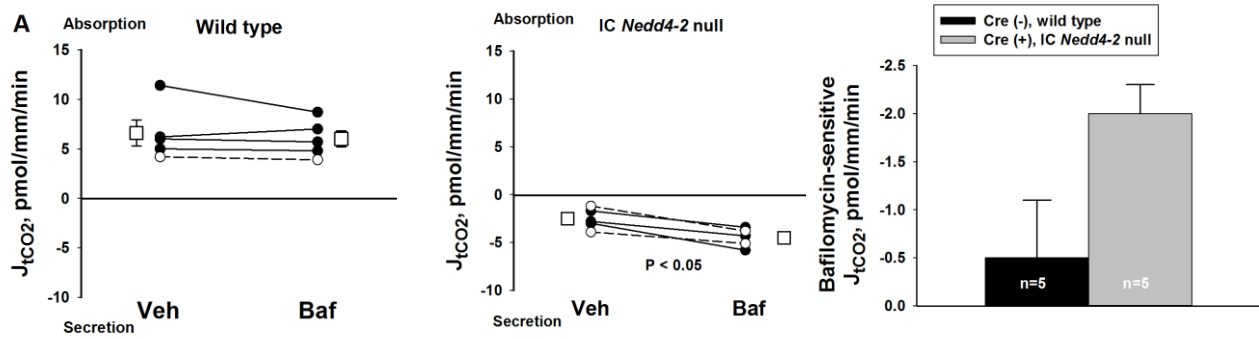 A
Absorption
Wild type
15
10
5
0
-5
-10
JtCO2, pmol/mm/min
Veh
Baf
Secretion
Absorption
IC Nedd4-2 null
15
10
5
0
-5
-10
JtCO2, pmol/mm/min
P < 0.05
Veh
Baf
Secretion
Cre (-), wild type
Cre (+), IC Nedd4-2 null
Bafilomycin-sensitive
JtCO2, pmol/mm/min
-2.5
-2.0
-1.5
-1.0
-0.5
0.0
n=5
n=5